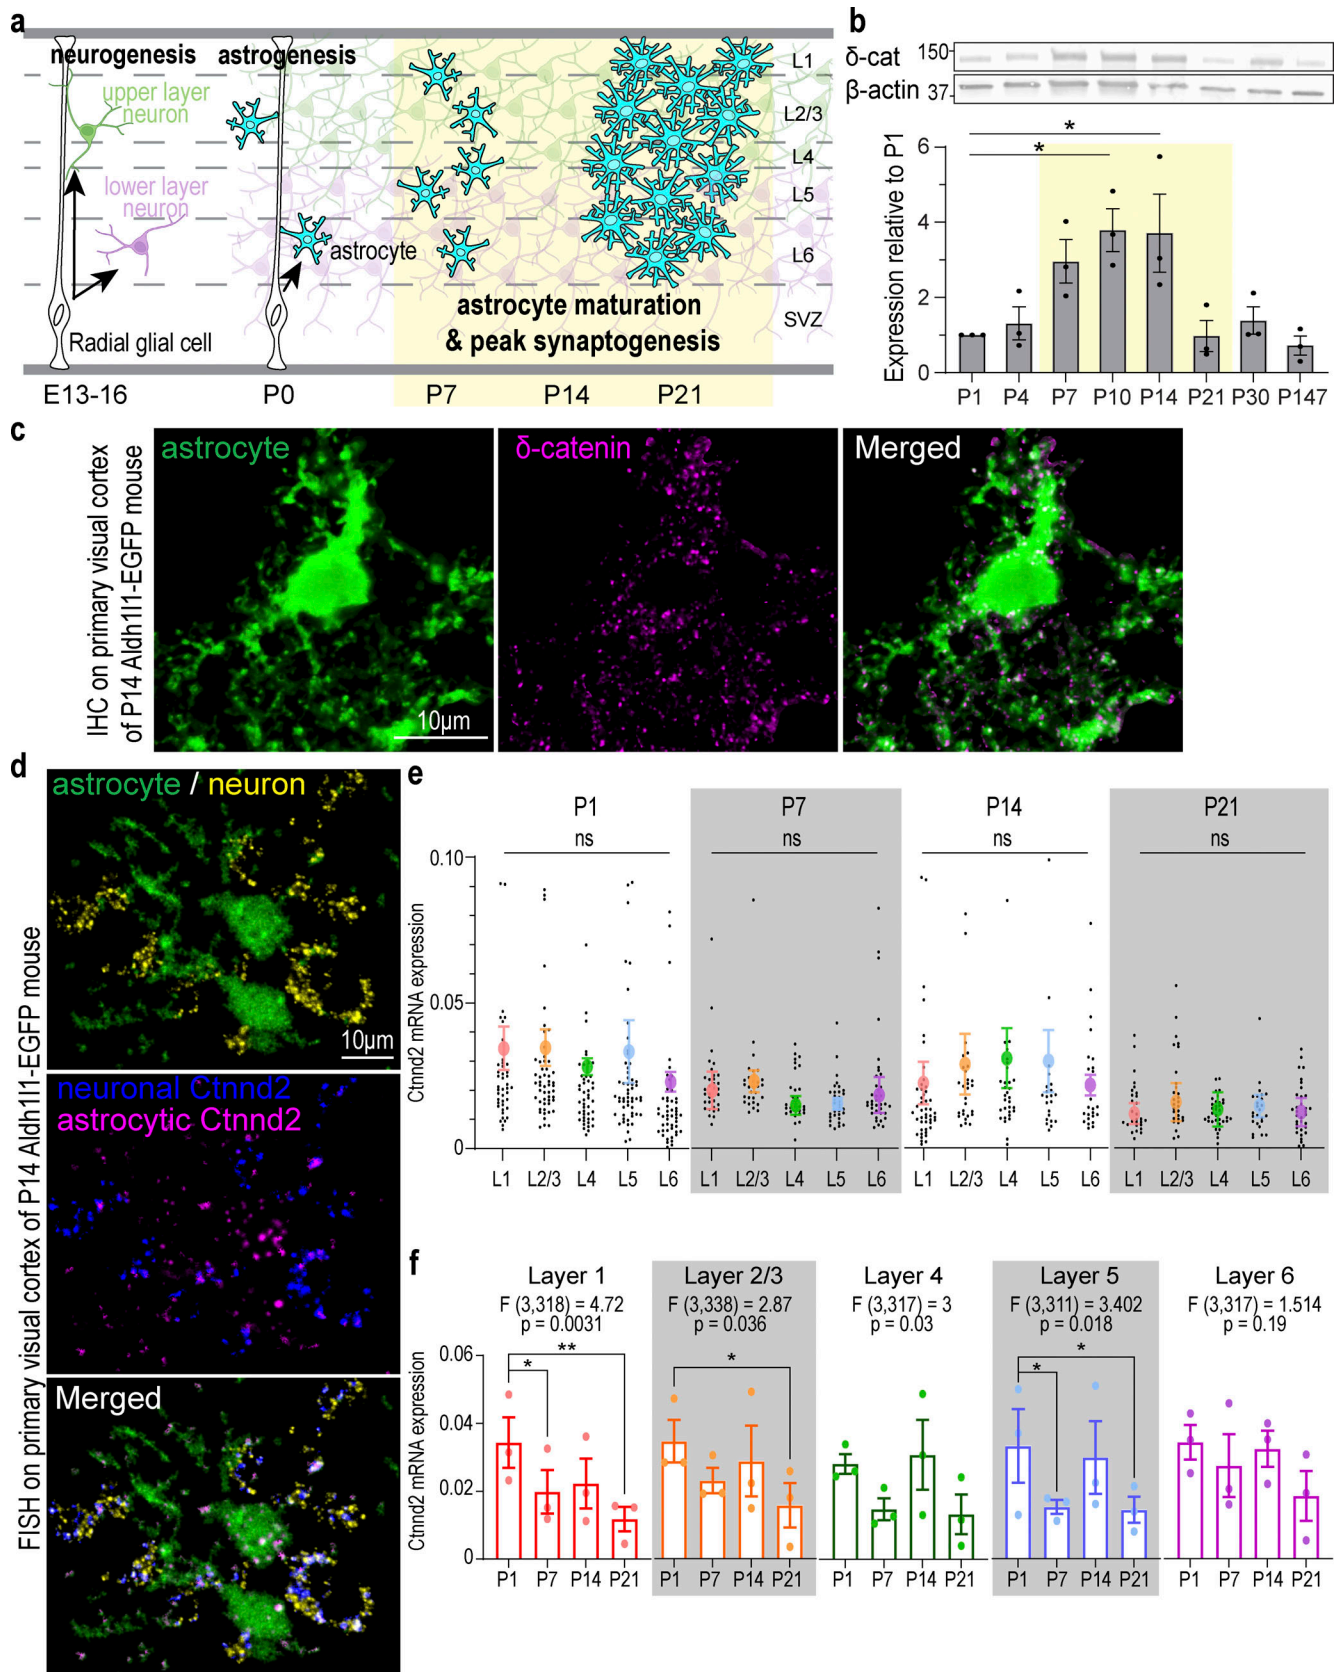 a
neurogenesis
astrogenesis
upper layer
neuron
lower layer
neuron
astrocyte
Radial glial cell
astrocyte maturation
& peak synaptogenesis
L1
L2/3
L4
L5
L6
SVZ
E13-16
P0
P7
P14
P21
b
δ-cat
150
β-actin
37
Expression relative to P1
*
*
6
4
2
0
P1
P4
P7
P10
P14
P21
P30
P147
c
IHC on primary visual cortex
of P14 Aldh1l1-EGFP mouse
astrocyte
10µm
δ-catenin
Merged
d
FISH on primary visual cortex of P14 Aldh1l1-EGFP mouse
astrocyte / neuron
10µm
neuronal Ctnnd2
astrocytic Ctnnd2
Merged
e
Ctnnd2 mRNA expression
0.10
0.05
0
P1
ns
L1 L2/3 L4 L5 L6
P7
ns
L1 L2/3 L4 L5 L6
P14
ns
L1 L2/3 L4 L5 L6
P21
ns
L1 L2/3 L4 L5 L6
f
Ctnnd2 mRNA expression
0.06
0.04
0.02
0
Layer 1
F (3,318) = 4.72
p = 0.0031
**
*
P1 P7 P14 P21
Layer 2/3
F (3,338) = 2.87
p = 0.036
*
P1 P7 P14 P21
Layer 4
F (3,317) = 3
p = 0.03
P1 P7 P14 P21
Layer 5
F (3,311) = 3.402
p = 0.018
*
*
P1 P7 P14 P21
Layer 6
F (3,317) = 1.514
p = 0.19
P1 P7 P14 P21